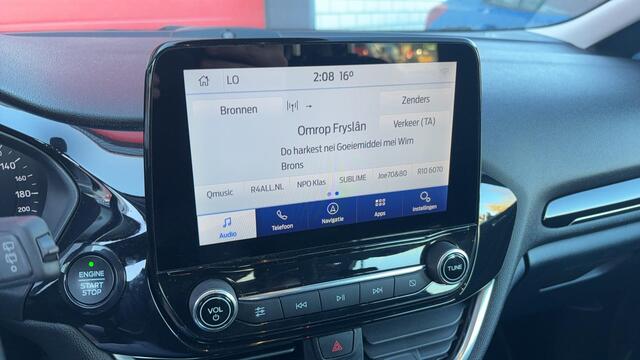 LO 2:08 16°
Bronnen
Zenders
Omrop Fryslân
Verkeer (TA)
Do harkest nei Goeiemiddei mei Wim
Brons
Qmusic R4ALL.NL NPO Klas SUBLIME Joe70&80 R10 6070
Audio Telefoon Navigatie Apps Instellingen
140
160
180
200
ENGINE
START
STOP
VOL
TUNE